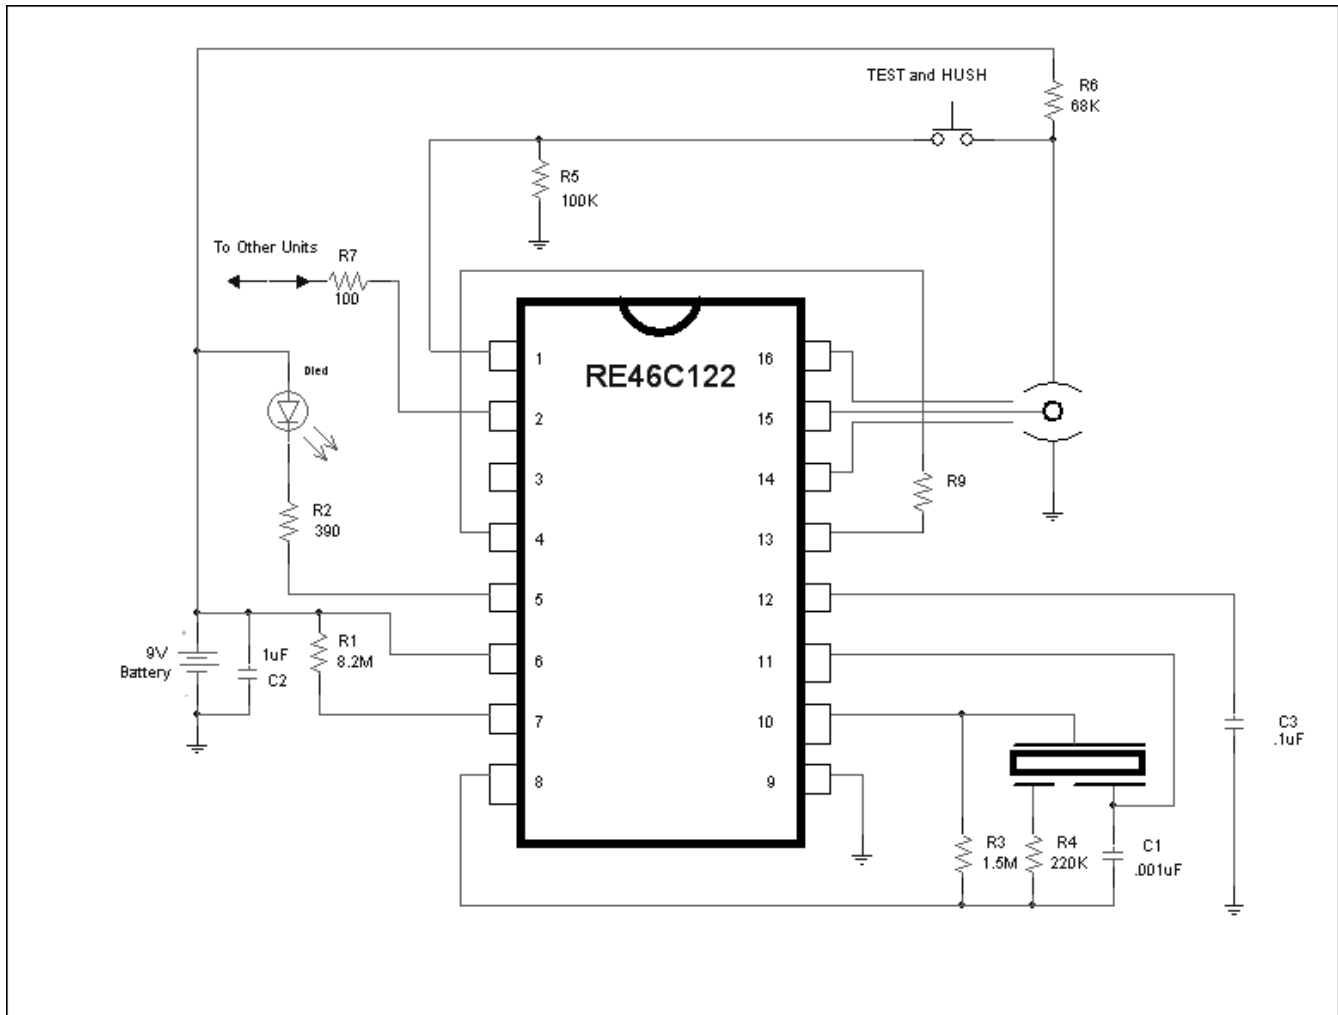 TEST and HUSH
R6
68K
R5
100K
To Other Units
R7
100
1
16
RE46C122
Dled
2
15
3
14
R9
R2
390
4
13
5
12
9V
Battery
1uF
C2
R1
8.2M
6
11
7
10
C3
.1uF
8
9
R3
1.5M
R4
220K
C1
.001uF